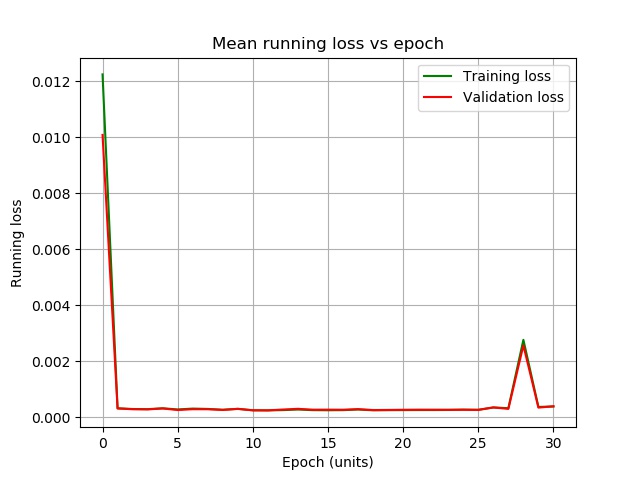 Mean running loss vs epoch
Training loss
Validation loss
0.012
0.010
0.008
0.006
0.004
0.002
0.000
Running loss
0 5 10 15 20 25 30
Epoch (units)